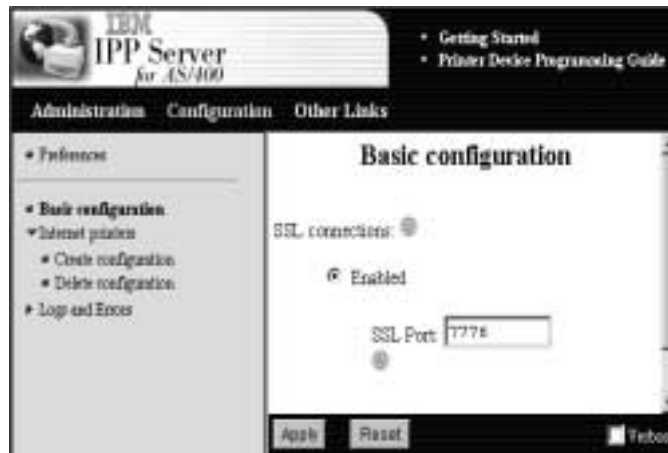 IBM
IPP Server
for AS/400
Getting Started
Printer Device Programming Guide
Administration Configuration Other Links
Preferences
Basic configuration
Internet printers
Create configuration
Delete configuration
Logs and Errors
Basic configuration
SSL connections:
Enabled
SSL Port:
Apply
Reset